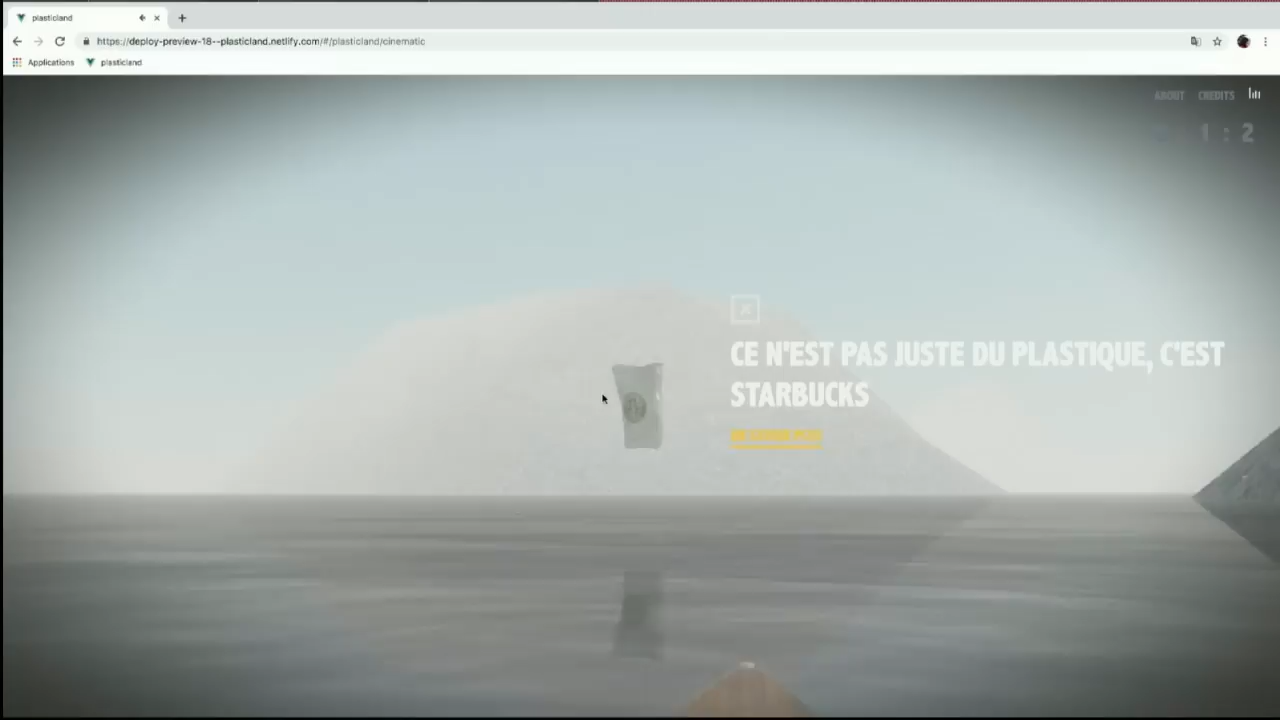 plasticland
https://deploy-preview-18--plasticland.netlify.com/#/plasticland/cinematic
Applications
plasticland
ABOUT
CREDITS
1 : 2
CE N'EST PAS JUSTE DU PLASTIQUE, C'EST
STARBUCKS